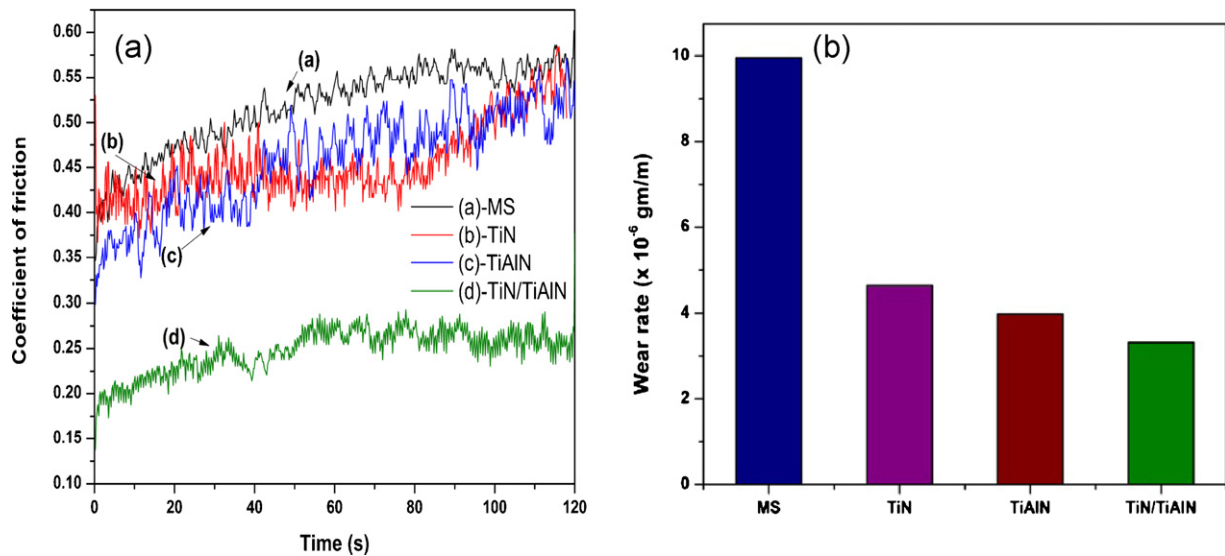 (a)
Coefficient of friction
0.60
0.55
0.50
0.45
0.40
0.35
0.30
0.25
0.20
0.15
0.10
(a)
(b)
(c)
(d)
(a)-MS
(b)-TiN
(c)-TiAlN
(d)-TiN/TiAlN
0 20 40 60 80 100 120
Time (s)
(b)
Wear rate (x 10⁻⁶ gm/m)
10
8
6
4
2
0
MS TiN TiAlN TiN/TiAlN